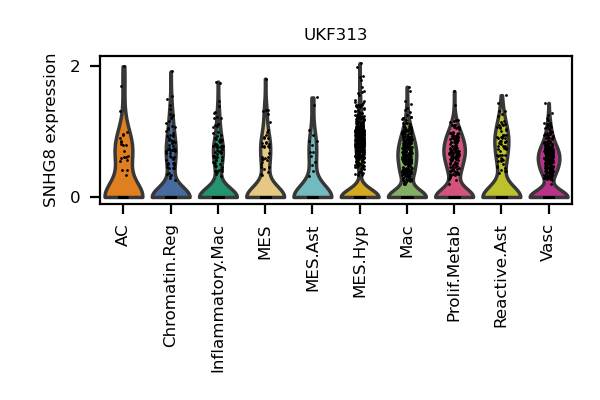 UKF313
SNHG8 expression
2
0
AC
Chromatin.Reg
Inflammatory.Mac
MES
MES.Ast
MES.Hyp
Mac
Prolif.Metab
Reactive.Ast
Vasc